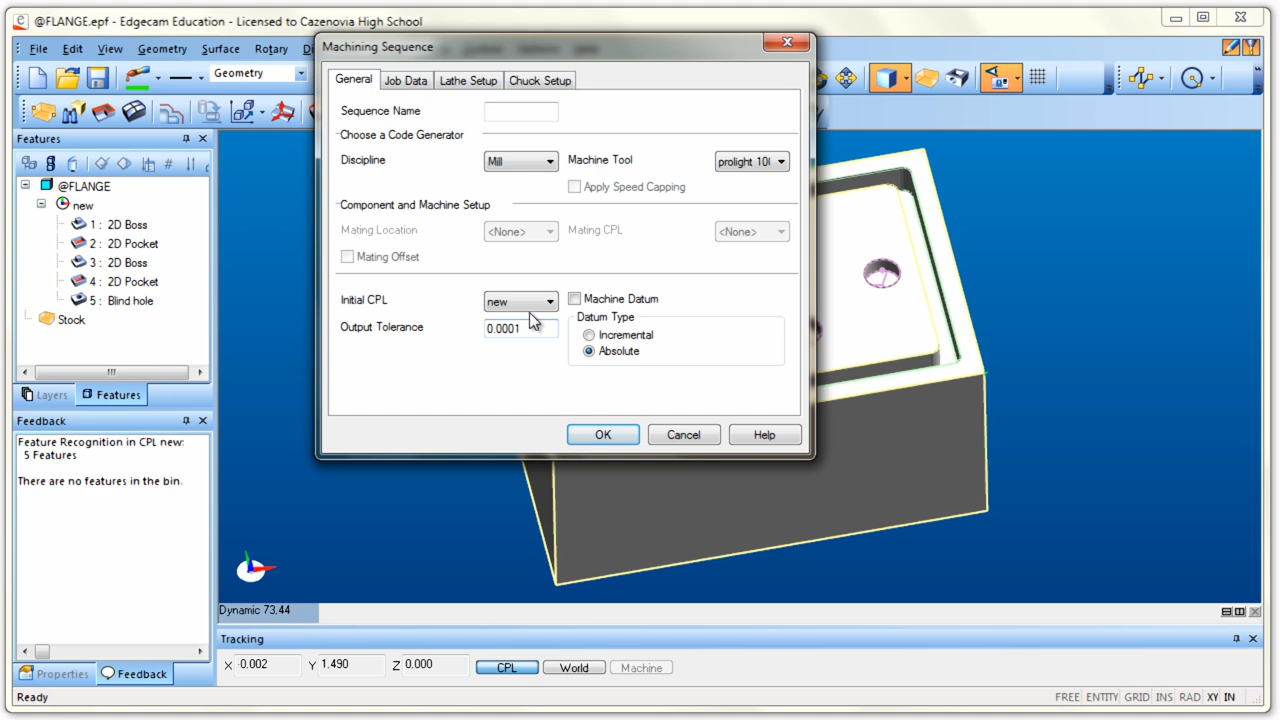 @FLANGE.epf - Edgecam Education - Licensed to Cazenovia High School
File Edit View Geometry Surface Rotary
Geometry
Machining Sequence
General Job Data Lathe Setup Chuck Setup
Sequence Name
Choose a Code Generator
Discipline Mill Machine Tool prolight 10
Apply Speed Capping
Component and Machine Setup
Mating Location <None> Mating CPL <None>
Mating Offset
Initial CPL new Machine Datum
Output Tolerance 0.0001
Datum Type
Incremental
Absolute
OK Cancel Help
Features
@FLANGE
new
1 : 2D Boss
2 : 2D Pocket
3 : 2D Boss
4 : 2D Pocket
5 : Blind hole
Stock
Layers Features
Feedback
Feature Recognition in CPL new:
5 Features
There are no features in the bin.
Properties Feedback
Dynamic 73.44
Tracking
X -0.002 Y 1.490 Z 0.000 CPL World Machine
Ready
FREE ENTITY GRID INS RAD XY IN